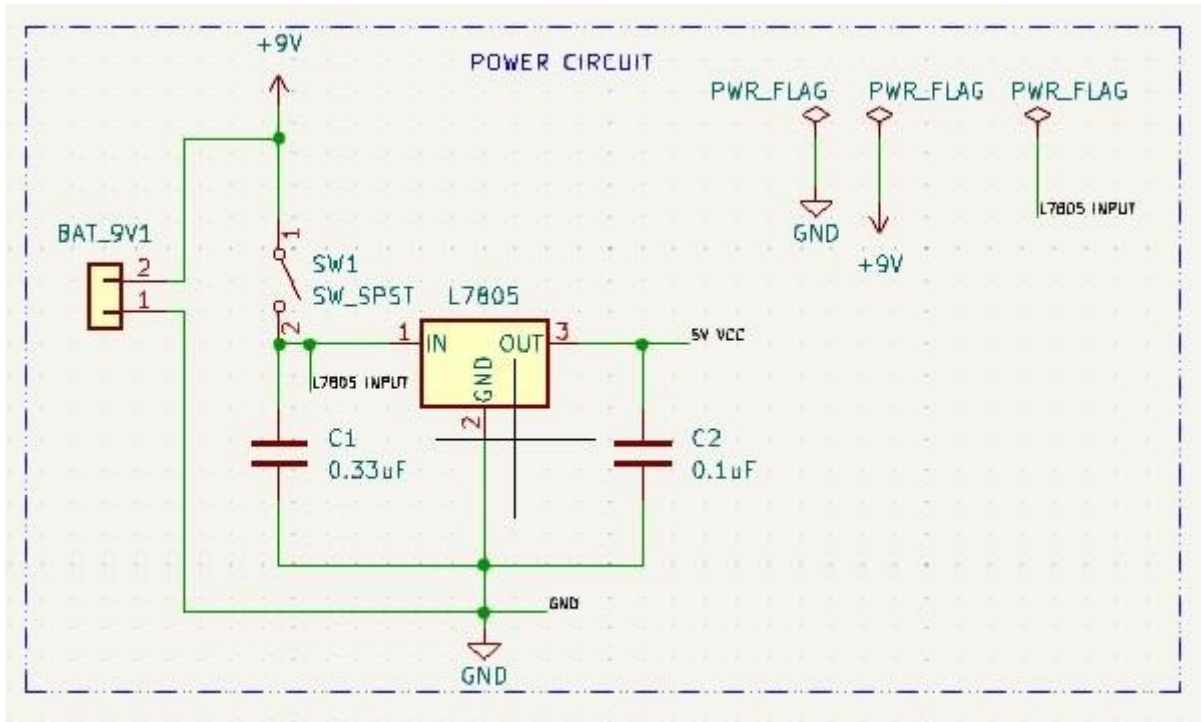 +9V
POWER CIRCUIT
PWR_FLAG PWR_FLAG PWR_FLAG
L7805 INPUT
GND
+9V
BAT_9V1
2
1
1
SW1
SW_SPST
2
L7805
1 IN OUT 3
GND
2
5V VCC
L7805 INPUT
C1
0.33uF
C2
0.1uF
GND
GND